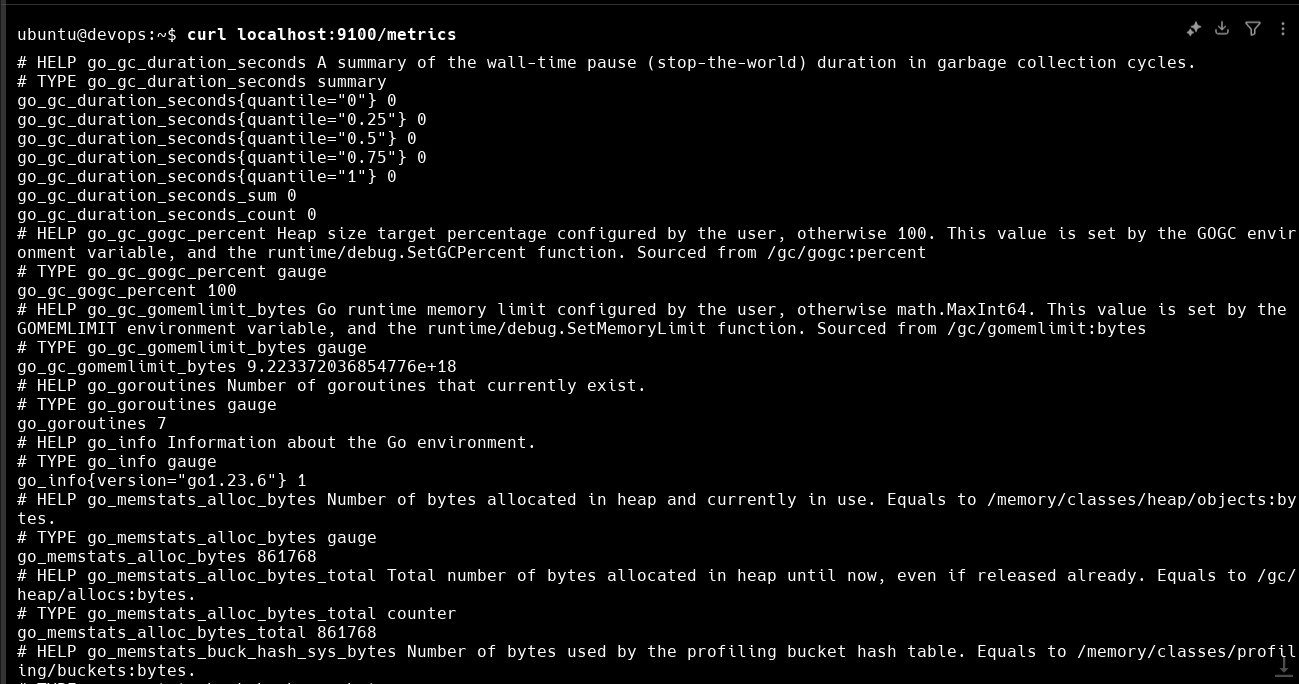 ubuntu@devops:~$ curl localhost:9100/metrics
# HELP go_gc_duration_seconds A summary of the wall-time pause (stop-the-world) duration in garbage collection cycles.
# TYPE go_gc_duration_seconds summary
go_gc_duration_seconds{quantile="0"} 0
go_gc_duration_seconds{quantile="0.25"} 0
go_gc_duration_seconds{quantile="0.5"} 0
go_gc_duration_seconds{quantile="0.75"} 0
go_gc_duration_seconds{quantile="1"} 0
go_gc_duration_seconds_sum 0
go_gc_duration_seconds_count 0
# HELP go_gc_gogc_percent Heap size target percentage configured by the user, otherwise 100. This value is set by the GOGC envir
onment variable, and the runtime/debug.SetGCPercent function. Sourced from /gc/gogc:percent
# TYPE go_gc_gogc_percent gauge
go_gc_gogc_percent 100
# HELP go_gc_gomemlimit_bytes Go runtime memory limit configured by the user, otherwise math.MaxInt64. This value is set by the
GOMEMLIMIT environment variable, and the runtime/debug.SetMemoryLimit function. Sourced from /gc/gomemlimit:bytes
# TYPE go_gc_gomemlimit_bytes gauge
go_gc_gomemlimit_bytes 9.223372036854776e+18
# HELP go_goroutines Number of goroutines that currently exist.
# TYPE go_goroutines gauge
go_goroutines 7
# HELP go_info Information about the Go environment.
# TYPE go_info gauge
go_info{version="go1.23.6"} 1
# HELP go_memstats_alloc_bytes Number of bytes allocated in heap and currently in use. Equals to /memory/classes/heap/objects:by
tes.
# TYPE go_memstats_alloc_bytes gauge
go_memstats_alloc_bytes 861768
# HELP go_memstats_alloc_bytes_total Total number of bytes allocated in heap until now, even if released already. Equals to /gc/
heap/allocs:bytes.
# TYPE go_memstats_alloc_bytes_total counter
go_memstats_alloc_bytes_total 861768
# HELP go_memstats_buck_hash_sys_bytes Number of bytes used by the profiling bucket hash table. Equals to /memory/classes/profil
ing/buckets:bytes.